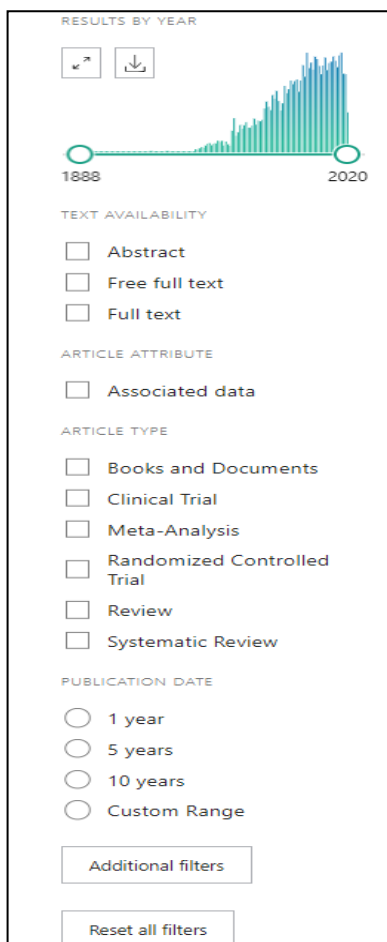 RESULTS BY YEAR
1888
2020
TEXT AVAILABILITY
Abstract
Free full text
Full text
ARTICLE ATTRIBUTE
Associated data
ARTICLE TYPE
Books and Documents
Clinical Trial
Meta-Analysis
Randomized Controlled
Trial
Review
Systematic Review
PUBLICATION DATE
1 year
5 years
10 years
Custom Range
Additional filters
Reset all filters